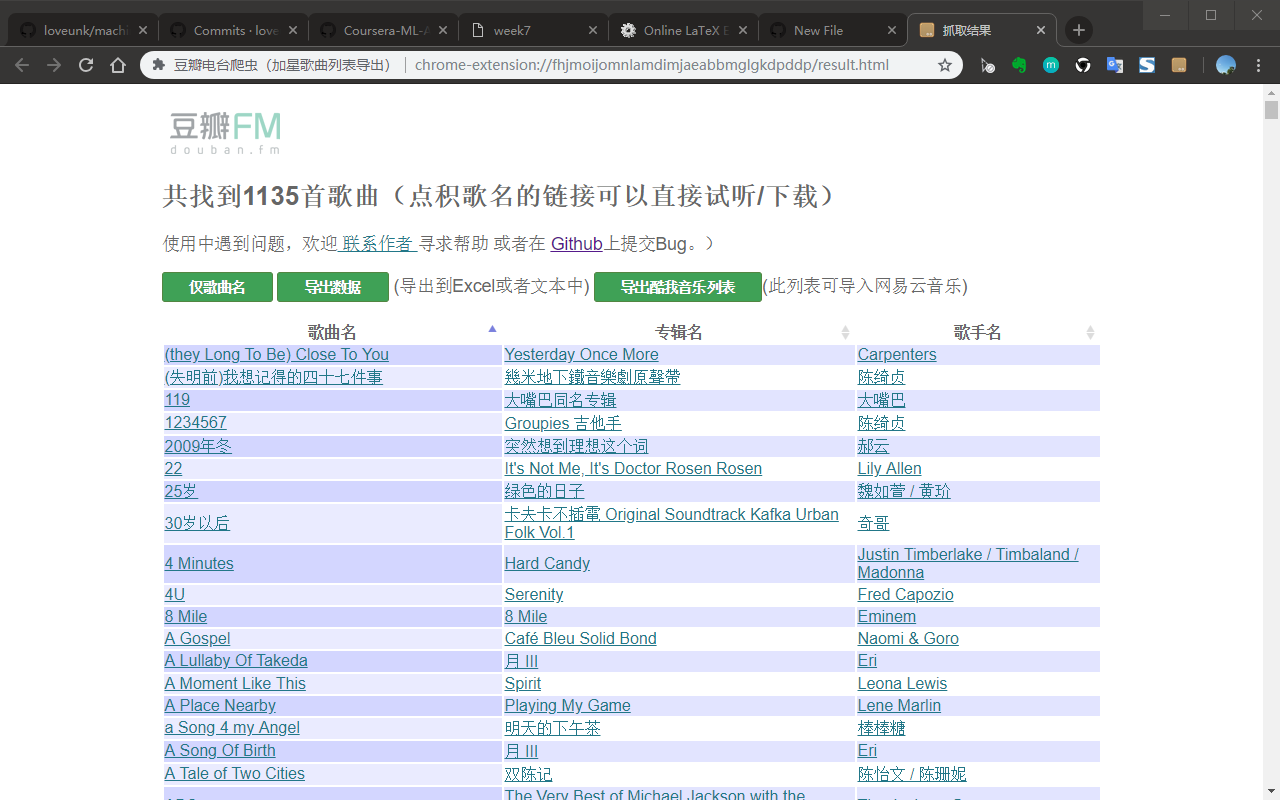 loveunk/machi
Commits · love
Coursera-ML-A
week7
Online LaTeX E
New File
抓取结果
豆瓣电台爬虫（加星歌曲列表导出） chrome-extension://fhjmoijomnlamdimjaeabbmglgkdpddp/result.html
豆瓣FM
douban.fm
共找到1135首歌曲（点积歌名的链接可以直接试听/下载）
使用中遇到问题，欢迎 联系作者 寻求帮助 或者在 Github上提交Bug。）
仅歌曲名 导出数据 (导出到Excel或者文本中) 导出酷我音乐列表 (此列表可导入网易云音乐)
歌曲名 专辑名 歌手名
(they Long To Be) Close To You Yesterday Once More Carpenters
(失明前)我想记得的四十七件事 幾米地下鐵音樂劇原聲帶 陈绮贞
119 大嘴巴同名专辑 大嘴巴
1234567 Groupies 吉他手 陈绮贞
2009年冬 突然想到理想这个词 郝云
22 It's Not Me, It's Doctor Rosen Rosen Lily Allen
25岁 绿色的日子 魏如萱 / 黄玠
30岁以后 卡夫卡不插電 Original Soundtrack Kafka Urban Folk Vol.1 奇哥
4 Minutes Hard Candy Justin Timberlake / Timbaland / Madonna
4U Serenity Fred Capozio
8 Mile 8 Mile Eminem
A Gospel Café Bleu Solid Bond Naomi & Goro
A Lullaby Of Takeda 月 III Eri
A Moment Like This Spirit Leona Lewis
A Place Nearby Playing My Game Lene Marlin
a Song 4 my Angel 明天的下午茶 棒棒糖
A Song Of Birth 月 III Eri
A Tale of Two Cities 双陈记 陈怡文 / 陈珊妮
The Very Best of Michael Jackson with the